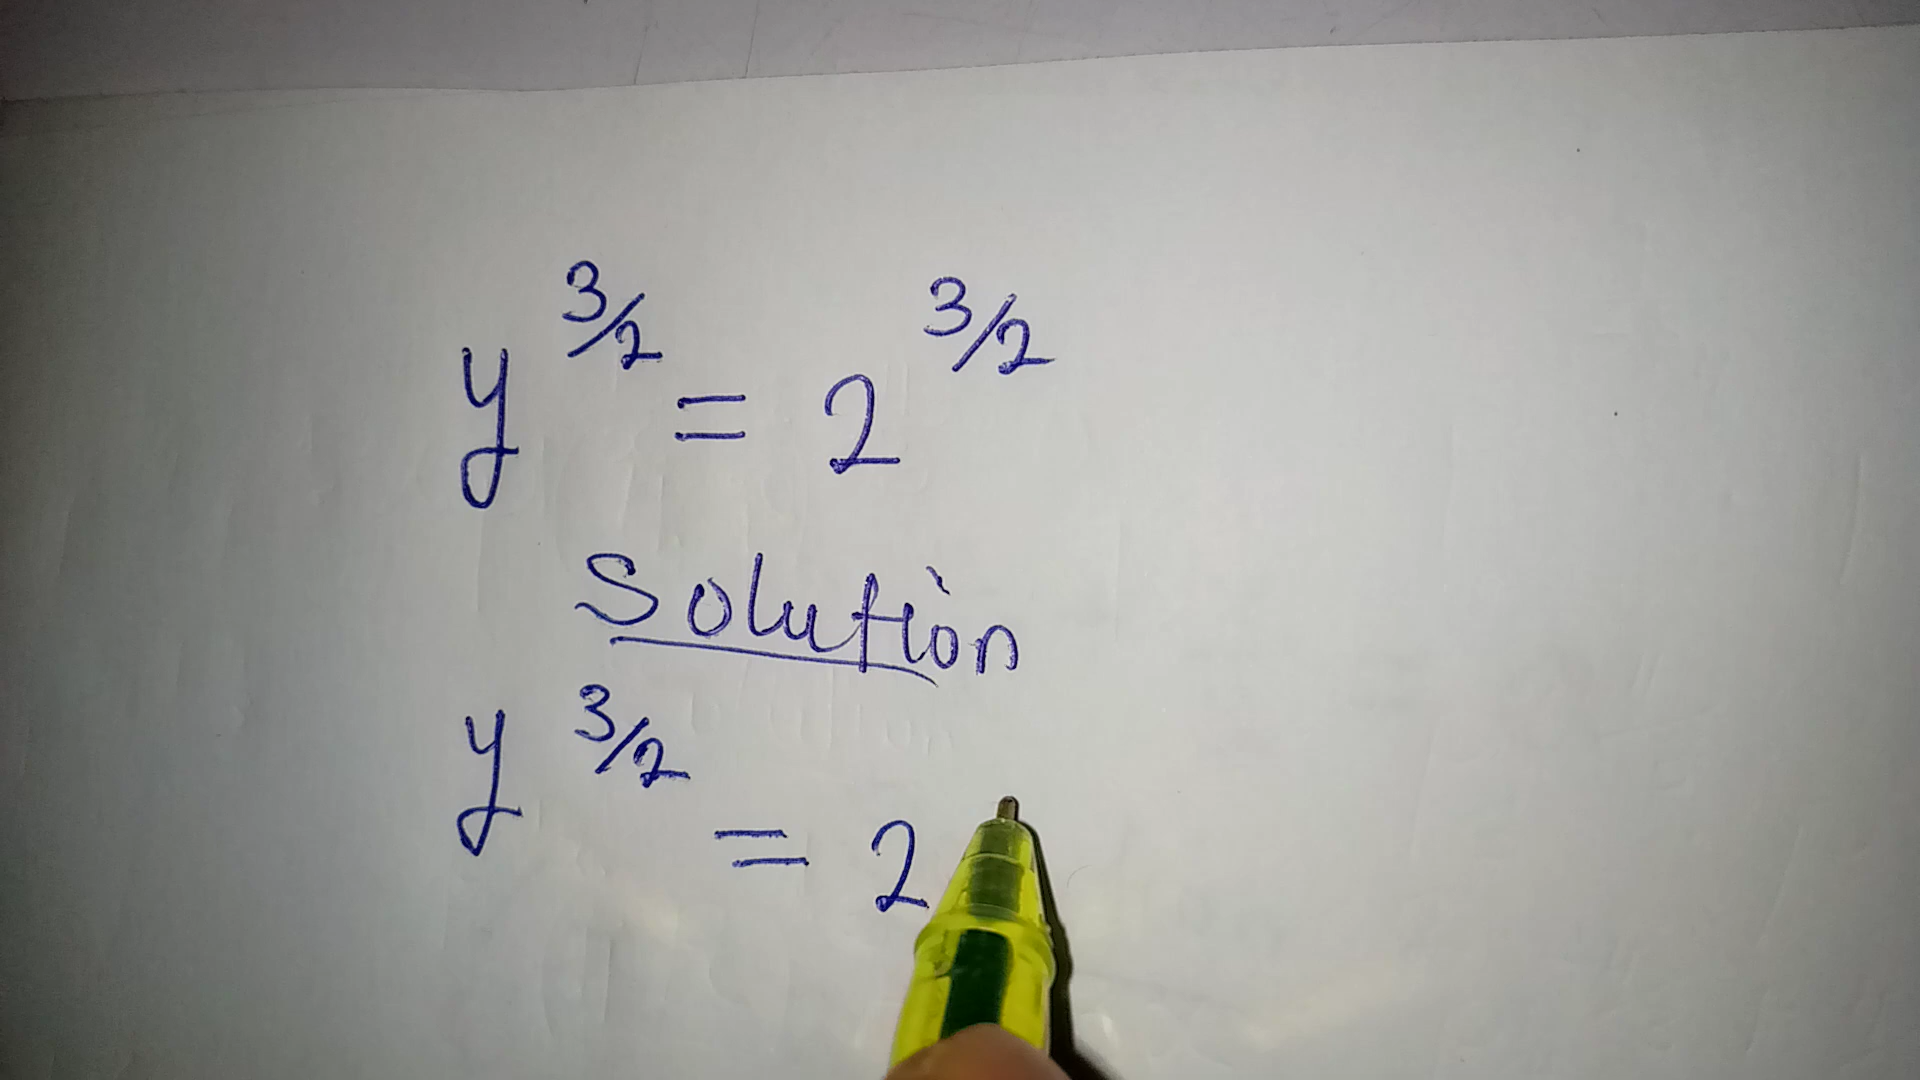 y^3/2 = 2^3/2
Solution
y^3/2 = 2